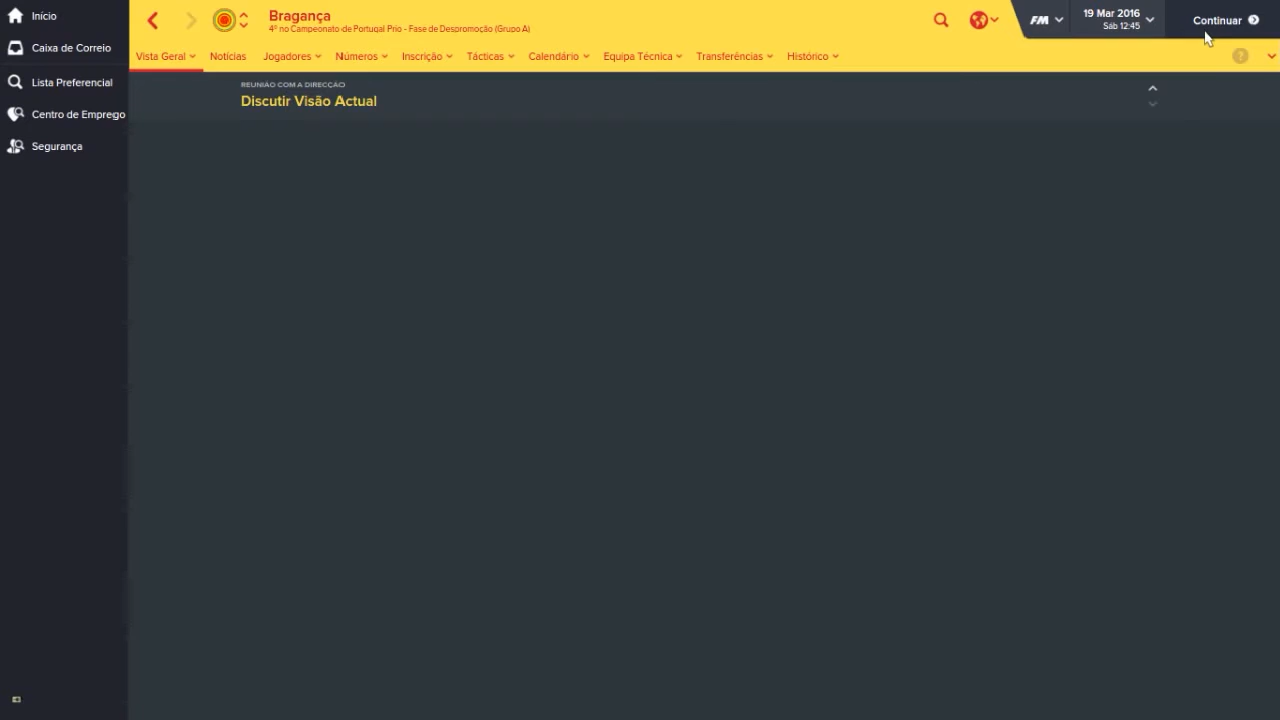 Início
Caixa de Correio
Lista Preferencial
Centro de Emprego
Segurança
Bragança
4º no Campeonato de Portugal Prio - Fase de Despromoção (Grupo A)
FM
19 Mar 2016
Sáb 12:45
Continuar
Vista Geral
Notícias
Jogadores
Números
Inscrição
Tácticas
Calendário
Equipa Técnica
Transferências
Histórico
?
REUNIÃO COM A DIRECÇÃO
Discutir Visão Actual